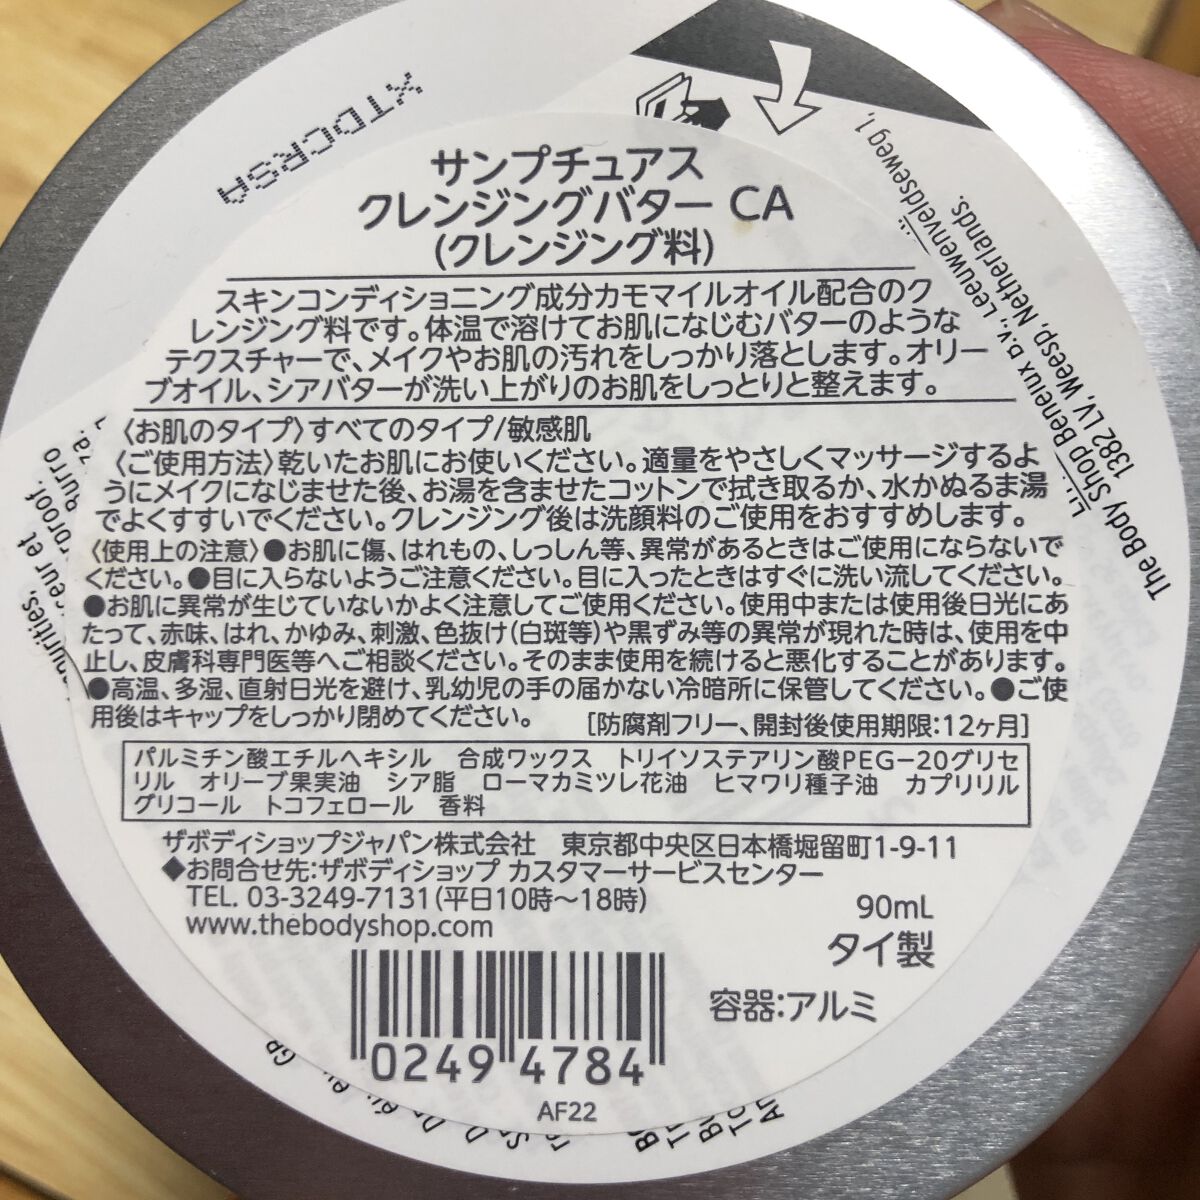 XTDCRSA
サンプチュアス
クレンジングバター CA
(クレンジング料)
スキンコンディショニング成分カモマイルオイル配合のク
レンジング料です。体温で溶けてお肌になじむバターのような
テクスチャーで、メイクやお肌の汚れをしっかり落とします。オリー
ブオイル、シアバターが洗い上がりのお肌をしっとりと整えます。
〈お肌のタイプ〉すべてのタイプ/敏感肌
〈ご使用方法〉乾いたお肌にお使いください。適量をやさしくマッサージするよ
うにメイクになじませた後、お湯を含ませたコットンで拭き取るか、水かぬるま湯
でよくすすいでください。クレンジング後は洗顔料のご使用をおすすめします。
〈使用上の注意〉●お肌に傷、はれもの、しっしん等、異常があるときはご使用にならないで
ください。●目に入らないようご注意ください。目に入ったときはすぐに洗い流してください。
●お肌に異常が生じていないかよく注意してご使用ください。使用中または使用後日光にあ
たって、赤味、はれ、かゆみ、刺激、色抜け(白斑等)や黒ずみ等の異常が現れた時は、使用を中
止し、皮膚科専門医等へご相談ください。そのまま使用を続けると悪化することがあります。
●高温、多湿、直射日光を避け、乳幼児の手の届かない冷暗所に保管してください。●ご使
用後はキャップをしっかり閉めてください。 [防腐剤フリー、開封後使用期限:12ヶ月]
パルミチン酸エチルヘキシル 合成ワックス トリイソステアリン酸PEG-20グリセ
リル オリーブ果実油 シア脂 ローマカミツレ花油 ヒマワリ種子油 カプリリル
グリコール トコフェロール 香料
ザボディショップジャパン株式会社 東京都中央区日本橋堀留町1-9-11
◆お問合せ先:ザボディショップ カスタマーサービスセンター
TEL. 03-3249-7131(平日10時～18時)
www.thebodyshop.com
90mL
タイ製
容器:アルミ
0249 4784
AF22
The Body Shop Benelux B.V., Leeuwenveldseweg 1,
1382 LV, Weesp, Netherlands.